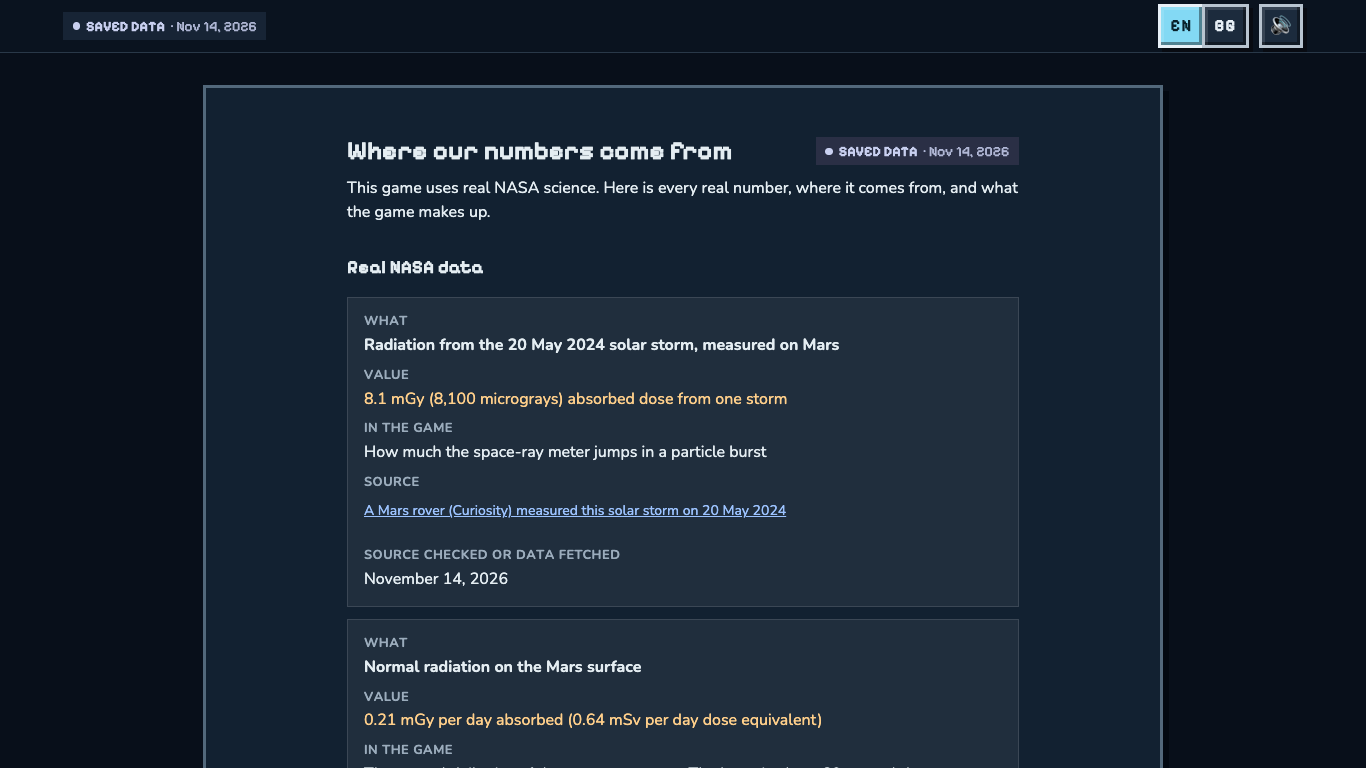 SAVED DATA · Nov 14, 2026
EN
BG
Where our numbers come from
SAVED DATA · Nov 14, 2026
This game uses real NASA science. Here is every real number, where it comes from, and what
the game makes up.
Real NASA data
WHAT
Radiation from the 20 May 2024 solar storm, measured on Mars
VALUE
8.1 mGy (8,100 micrograys) absorbed dose from one storm
IN THE GAME
How much the space-ray meter jumps in a particle burst
SOURCE
A Mars rover (Curiosity) measured this solar storm on 20 May 2024
SOURCE CHECKED OR DATA FETCHED
November 14, 2026
WHAT
Normal radiation on the Mars surface
VALUE
0.21 mGy per day absorbed (0.64 mSv per day dose equivalent)
IN THE GAME